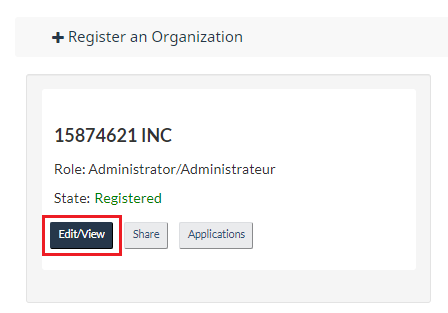 + Register an Organization
15874621 INC
Role: Administrator/Administrateur
State: Registered
Edit/View Share Applications